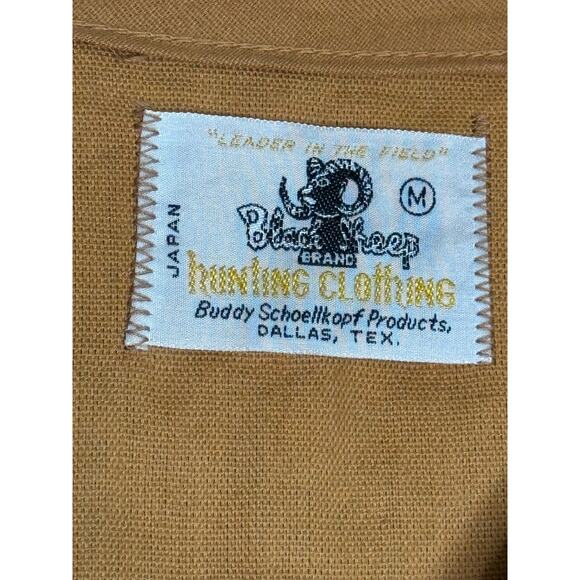 "LEADER IN THE FIELD"
M
Black Sheep
BRAND
hunting clothing
Buddy Schoellkopf Products,
DALLAS, TEX.
JAPAN